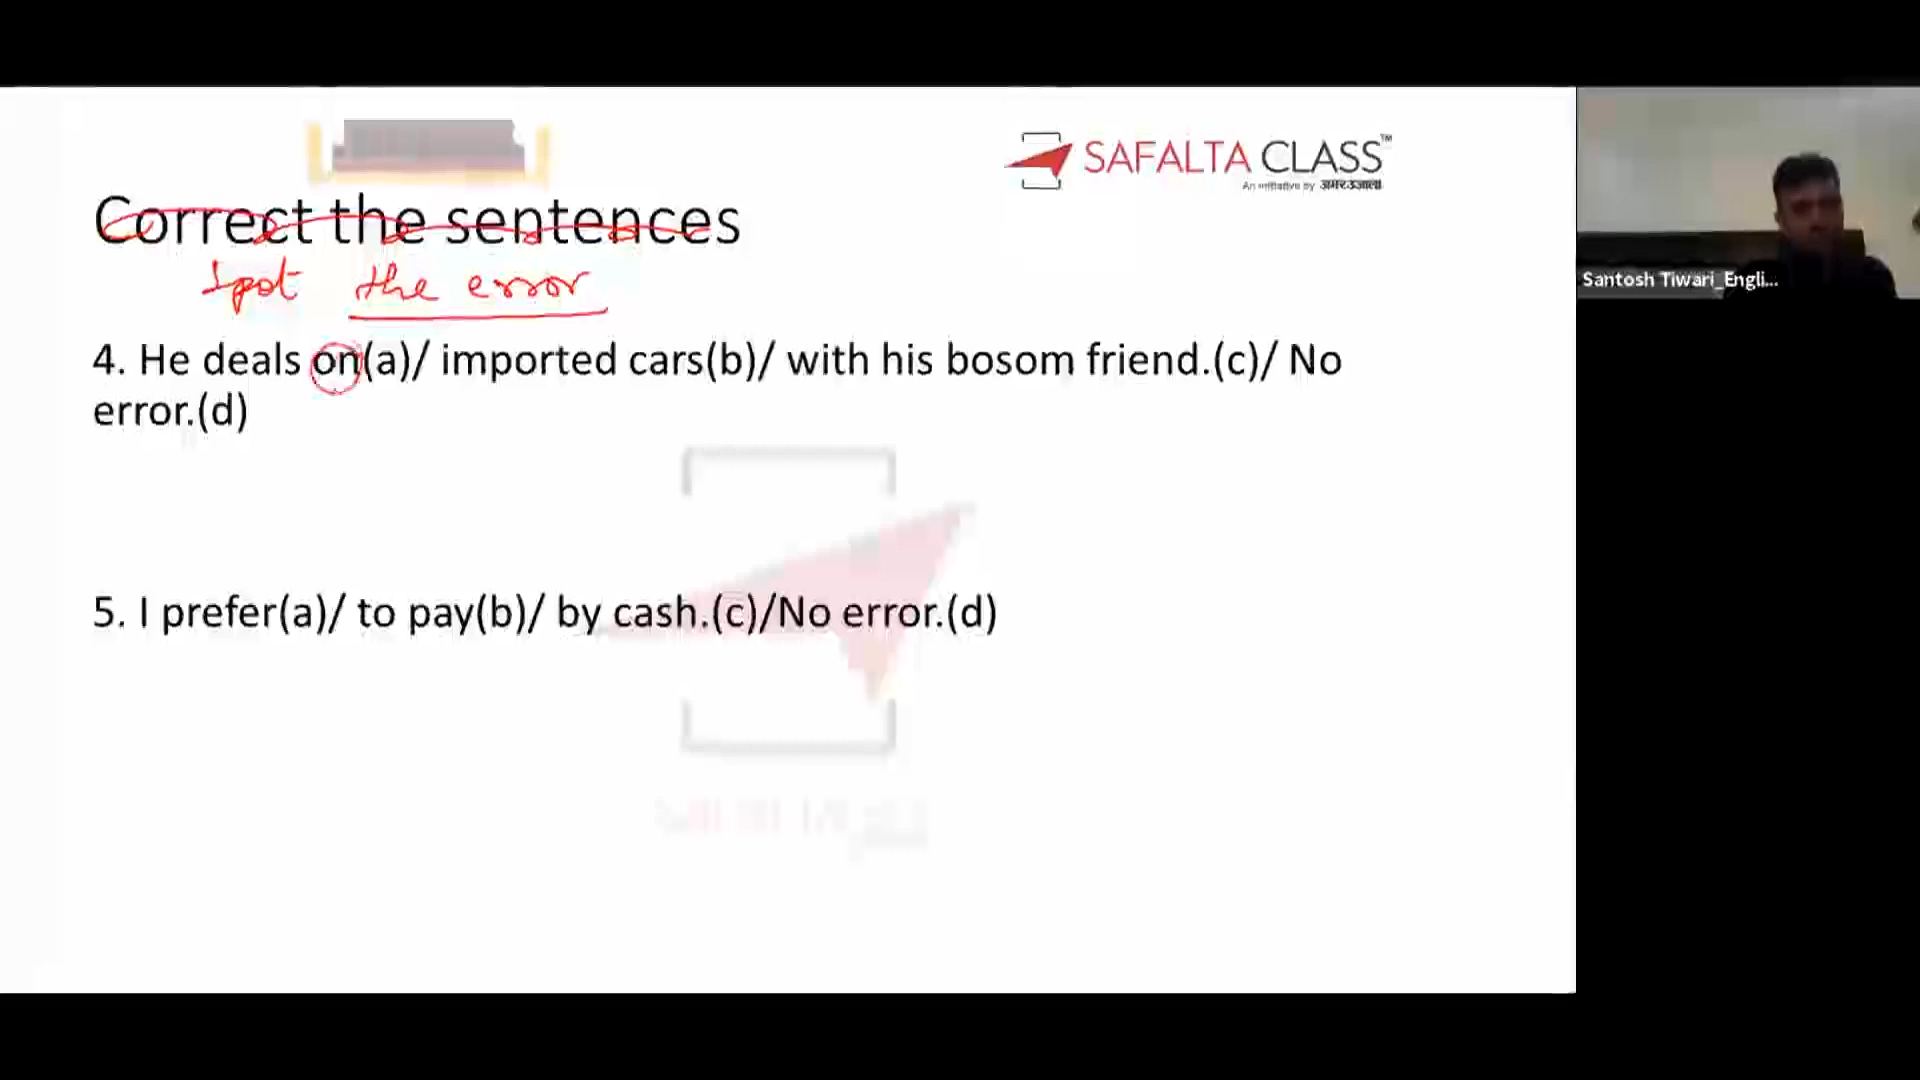 SAFALTA CLASS™
An initiative by अमर उजाला
Correct the sentences
Spot the error
4. He deals on(a)/ imported cars(b)/ with his bosom friend.(c)/ No
error.(d)
5. I prefer(a)/ to pay(b)/ by cash.(c)/No error.(d)
Santosh Tiwari_Engli...